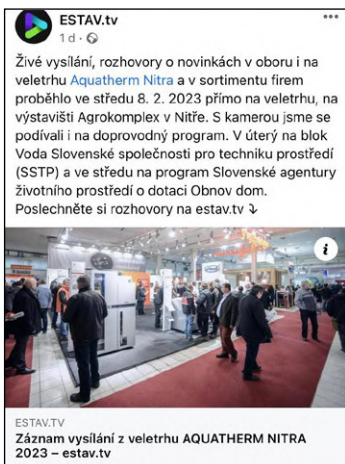 ESTAV.tv
1 d ·
Živé vysílání, rozhovory o novinkách v oboru i na
veletrhu Aquatherm Nitra a v sortimentu firem
proběhlo ve středu 8. 2. 2023 přímo na veletrhu, na
výstavišti Agrokomplex v Nitře. S kamerou jsme se
podívali i na doprovodný program. V úterý na blok
Voda Slovenské společnosti pro techniku prostředí
(SSTP) a ve středu na program Slovenské agentury
životního prostředí o dotaci Obnov dom.
Poslechněte si rozhovory na estav.tv ⤵
ESTAV.TV
Záznam vysílání z veletrhu AQUATHERM NITRA
2023 – estav.tv